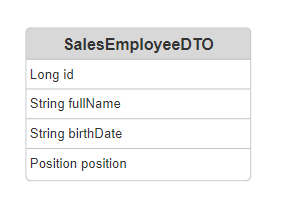 SalesEmployeeDTO
Long id
String fullName
String birthDate
Position position